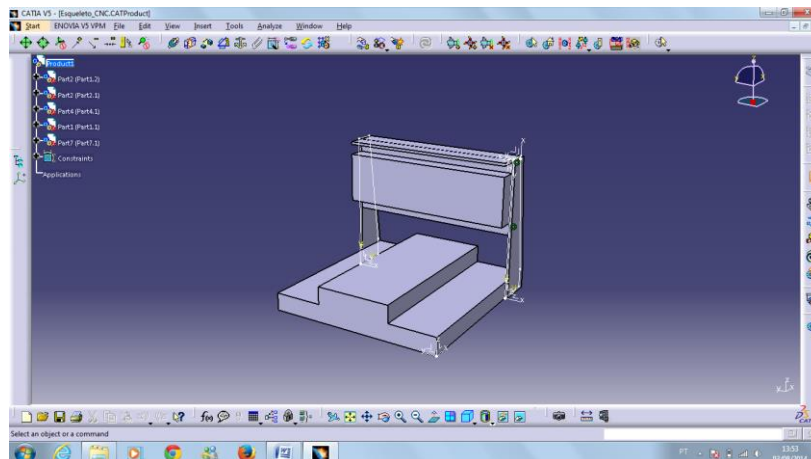 CATIA V5 - [Esqueleto_CNC.CATProduct]
Start ENOVIA V5 VPM File Edit View Insert Tools Analyze Window Help
Product1
Part2 (Part1.2)
Part2 (Part2.1)
Part4 (Part4.1)
Part1 (Part1.1)
Part7 (Part7.1)
Constraints
Applications
Select an object or a command
PT
13:53